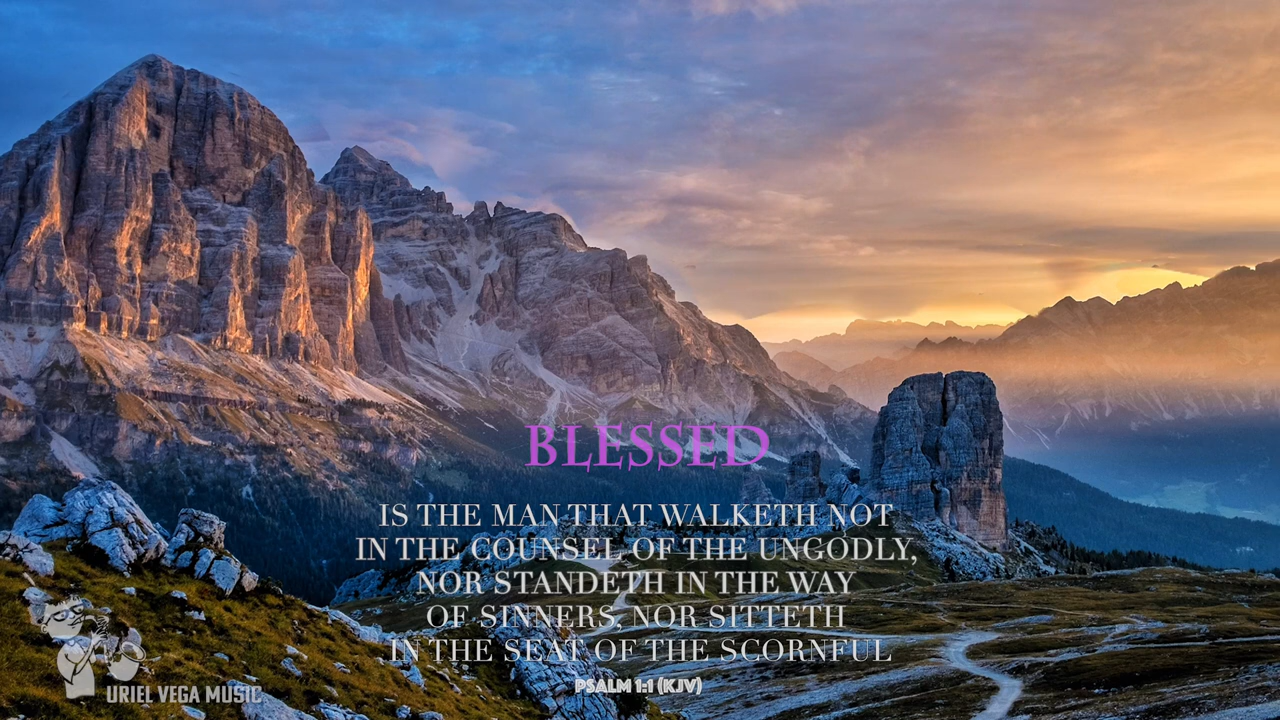 BLESSED
IS THE MAN THAT WALKETH NOT
IN THE COUNSEL OF THE UNGODLY,
NOR STANDETH IN THE WAY
OF SINNERS, NOR SITTETH
IN THE SEAT OF THE SCORNFUL
PSALM 1:1 (KJV)
URIEL VEGA MUSIC